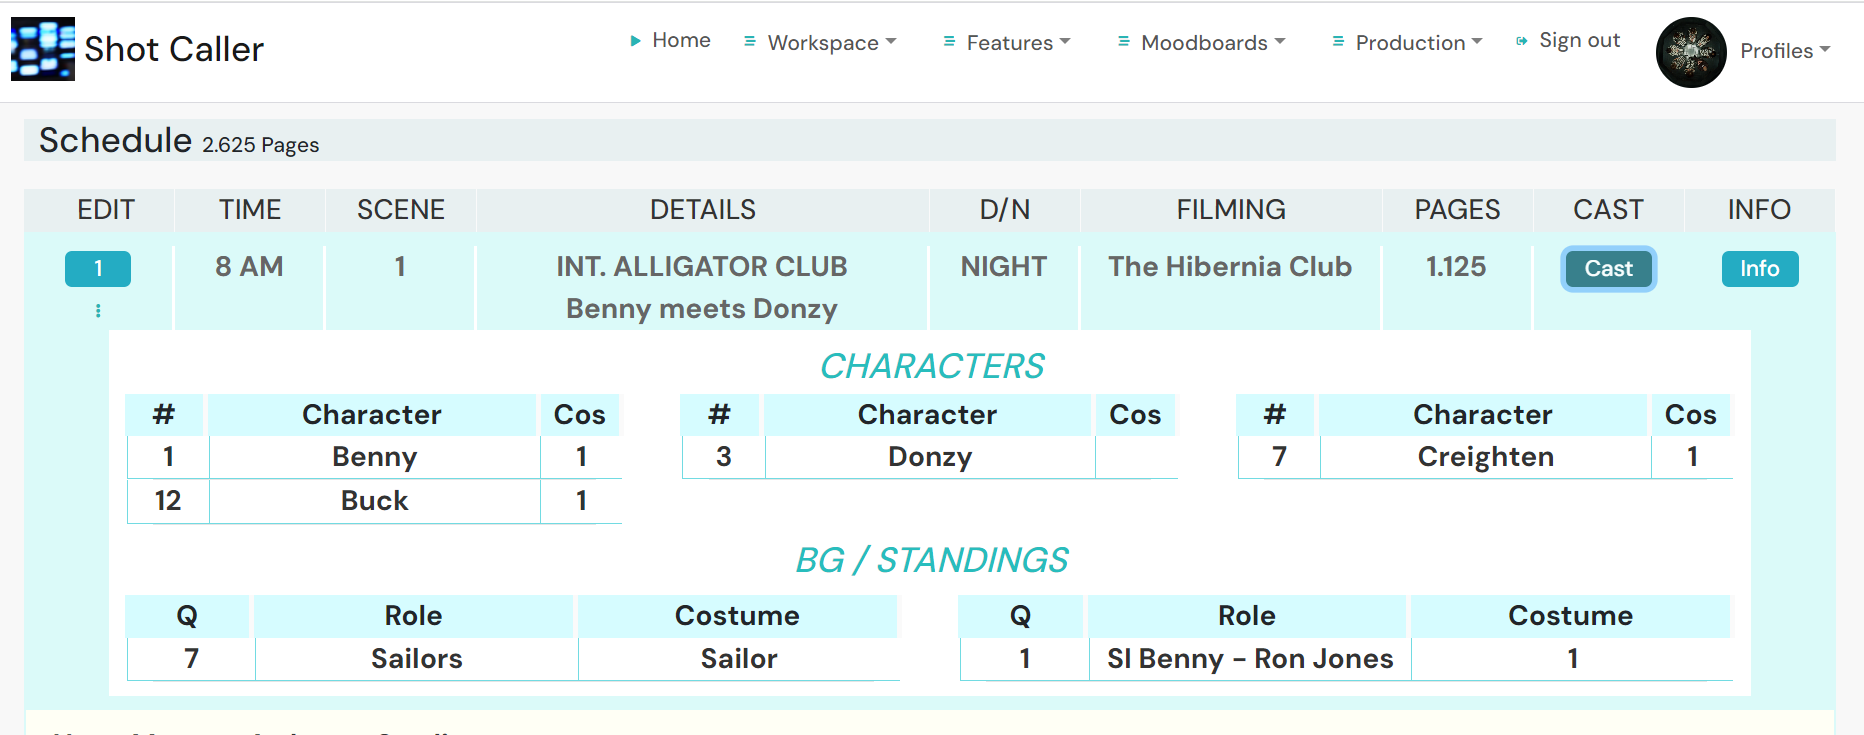 Shot Caller Home Workspace Features Moodboards Production Sign out Profiles
Schedule 2.625 Pages
EDIT TIME SCENE DETAILS D/N FILMING PAGES CAST INFO
1 8 AM 1 INT. ALLIGATOR CLUB NIGHT The Hibernia Club 1.125 Cast Info
Benny meets Donzy
CHARACTERS
# Character Cos # Character Cos # Character Cos
1 Benny 1 3 Donzy 7 Creighten 1
12 Buck 1
BG / STANDINGS
Q Role Costume Q Role Costume
7 Sailors Sailor 1 SI Benny - Ron Jones 1